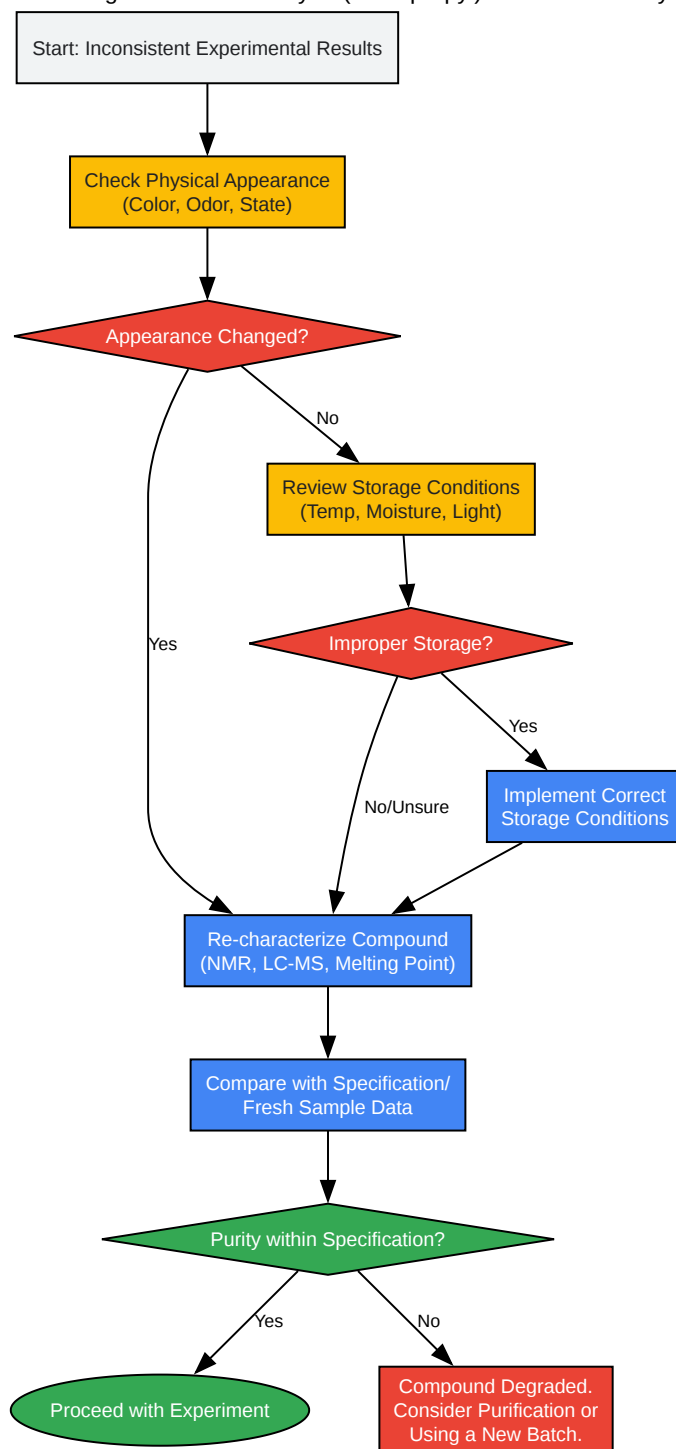 Start: Inconsistent Experimental Results
Check Physical Appearance
(Color, Odor, State)
Appearance Changed?
No
Review Storage Conditions
(Temp, Moisture, Light)
Yes
Improper Storage?
Yes
No/Unsure
Implement Correct
Storage Conditions
Re-characterize Compound
(NMR, LC-MS, Melting Point)
Compare with Specification/
Fresh Sample Data
Purity within Specification?
Yes
No
Proceed with Experiment
Compound Degraded.
Consider Purification or
Using a New Batch.